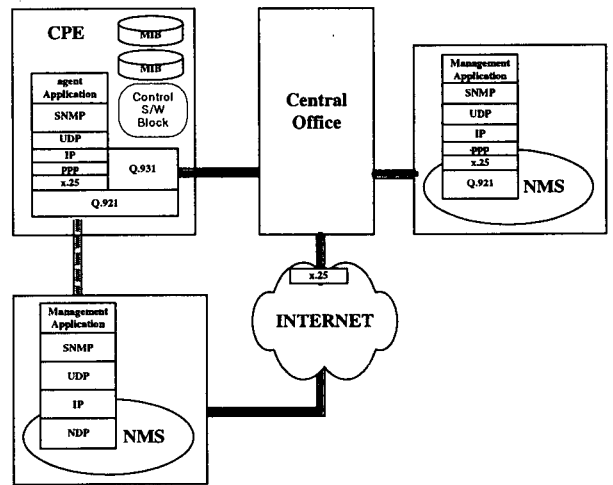 CPE
MIB
MIB
Control
S/W
Block
agent
Application
SNMP
UDP
IP
ppp
x.25
Q.931
Q.921
Central
Office
Management
Application
SNMP
UDP
IP
ppp
x.25
Q.921
NMS
x.25
INTERNET
Management
Application
SNMP
UDP
IP
NDP
NMS